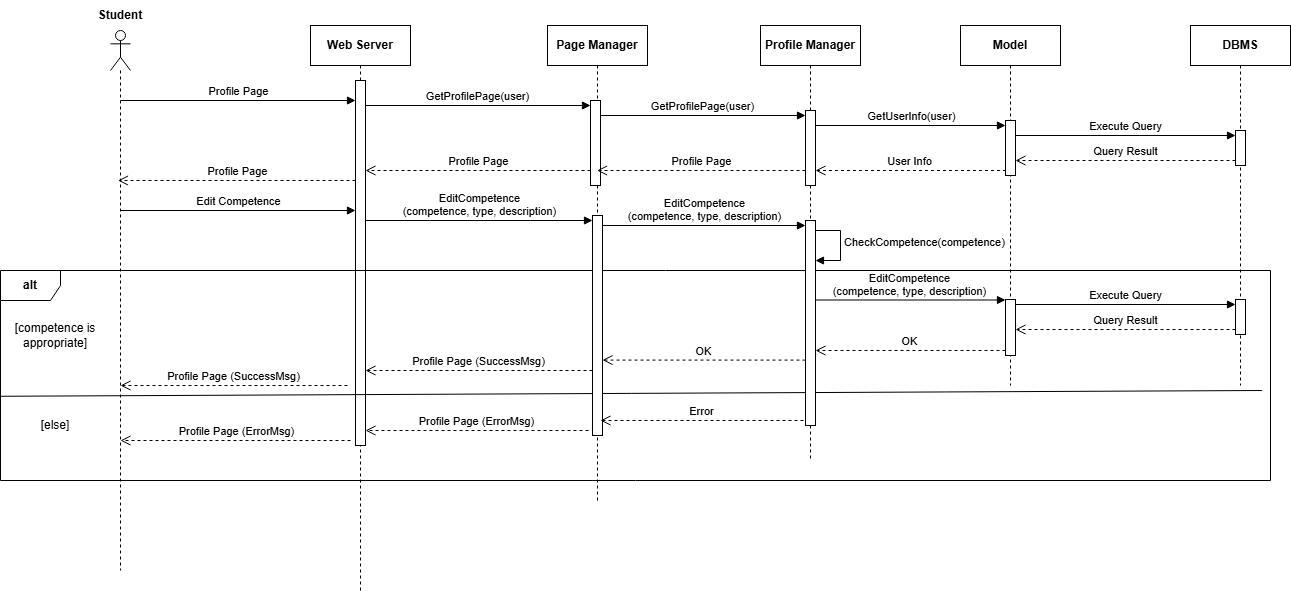 Student
Web Server
Page Manager
Profile Manager
Model
DBMS
Profile Page
GetProfilePage(user)
GetProfilePage(user)
GetUserInfo(user)
Execute Query
Query Result
User Info
Profile Page
Profile Page
Profile Page
Edit Competence
EditCompetence
(competence, type, description)
EditCompetence
(competence, type, description)
CheckCompetence(competence)
alt
[competence is
appropriate]
EditCompetence
(competence, type, description)
Execute Query
Query Result
OK
OK
Profile Page (SuccessMsg)
Profile Page (SuccessMsg)
[else]
Error
Profile Page (ErrorMsg)
Profile Page (ErrorMsg)